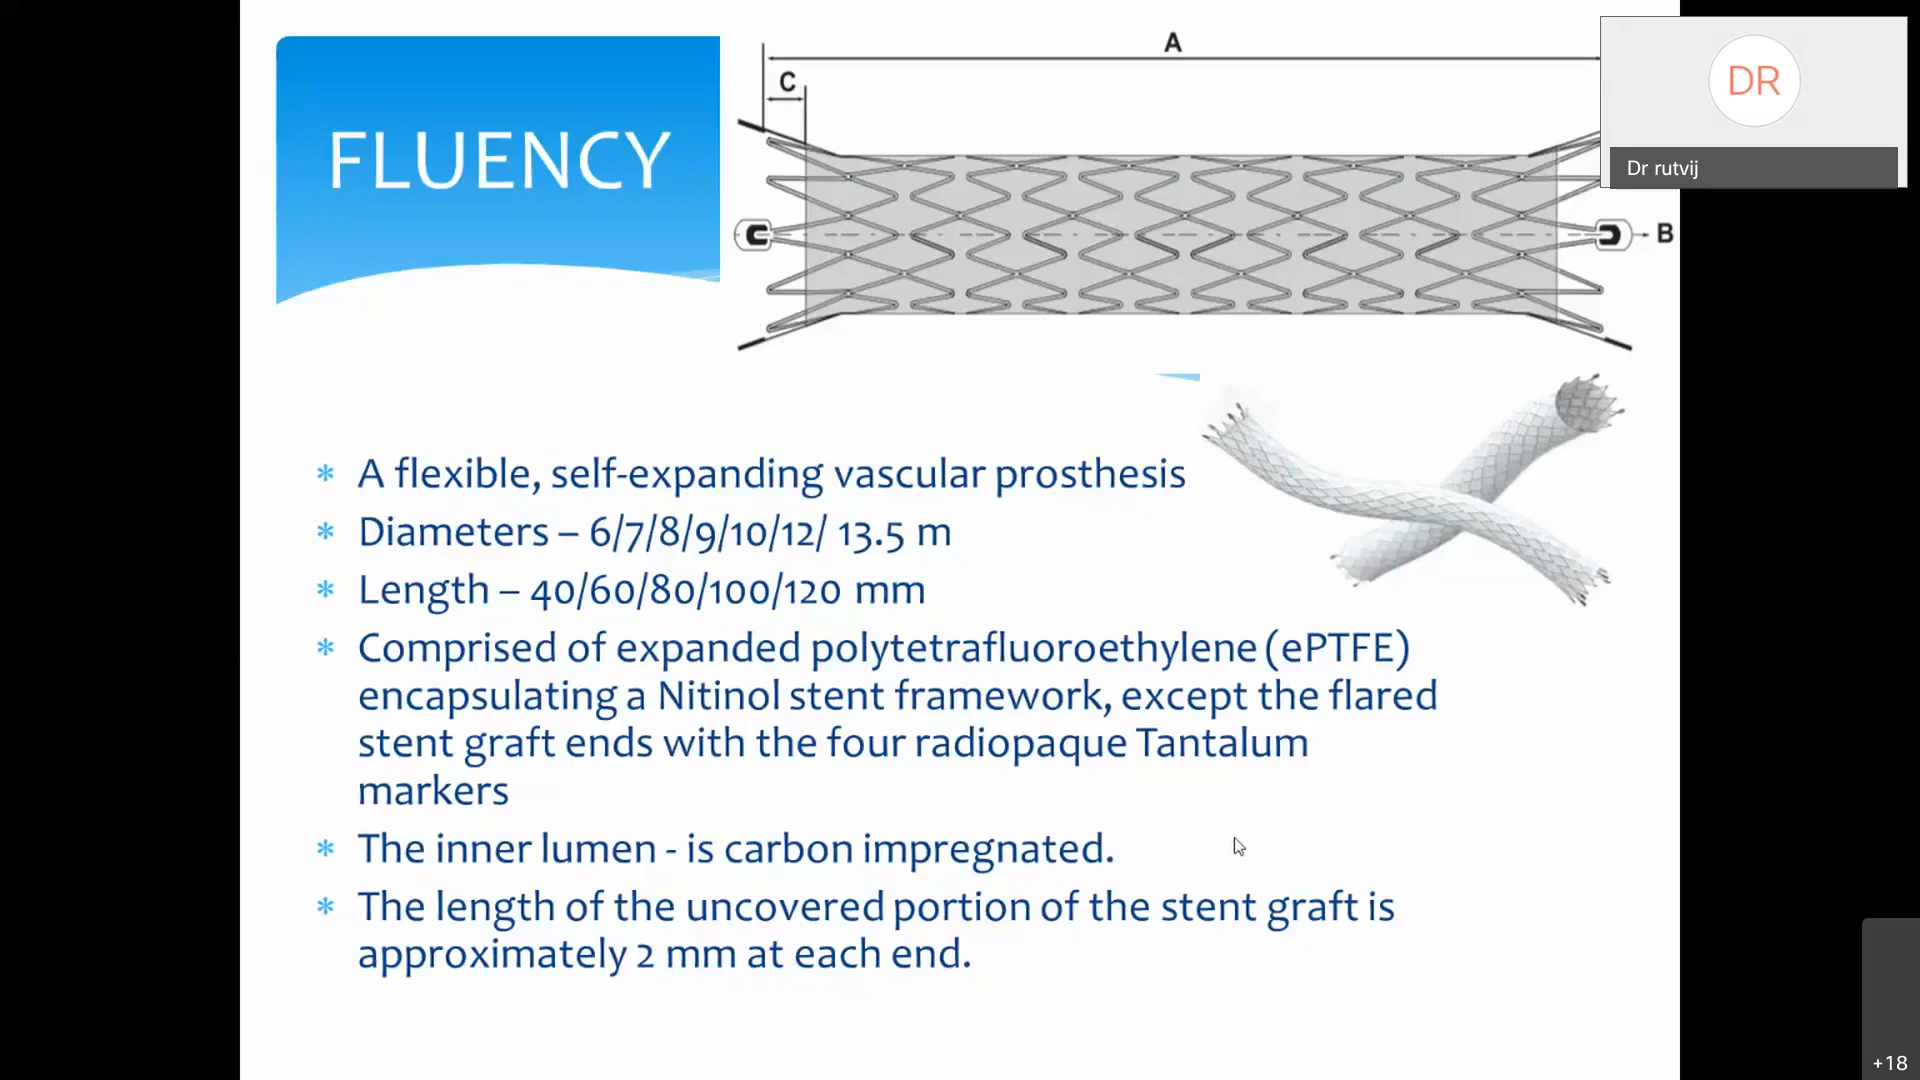 FLUENCY
A
C
B
DR
Dr rutvij
* A flexible, self-expanding vascular prosthesis
* Diameters – 6/7/8/9/10/12/ 13.5 m
* Length – 40/60/80/100/120 mm
* Comprised of expanded polytetrafluoroethylene (ePTFE)
encapsulating a Nitinol stent framework, except the flared
stent graft ends with the four radiopaque Tantalum
markers
* The inner lumen - is carbon impregnated.
* The length of the uncovered portion of the stent graft is
approximately 2 mm at each end.
+18